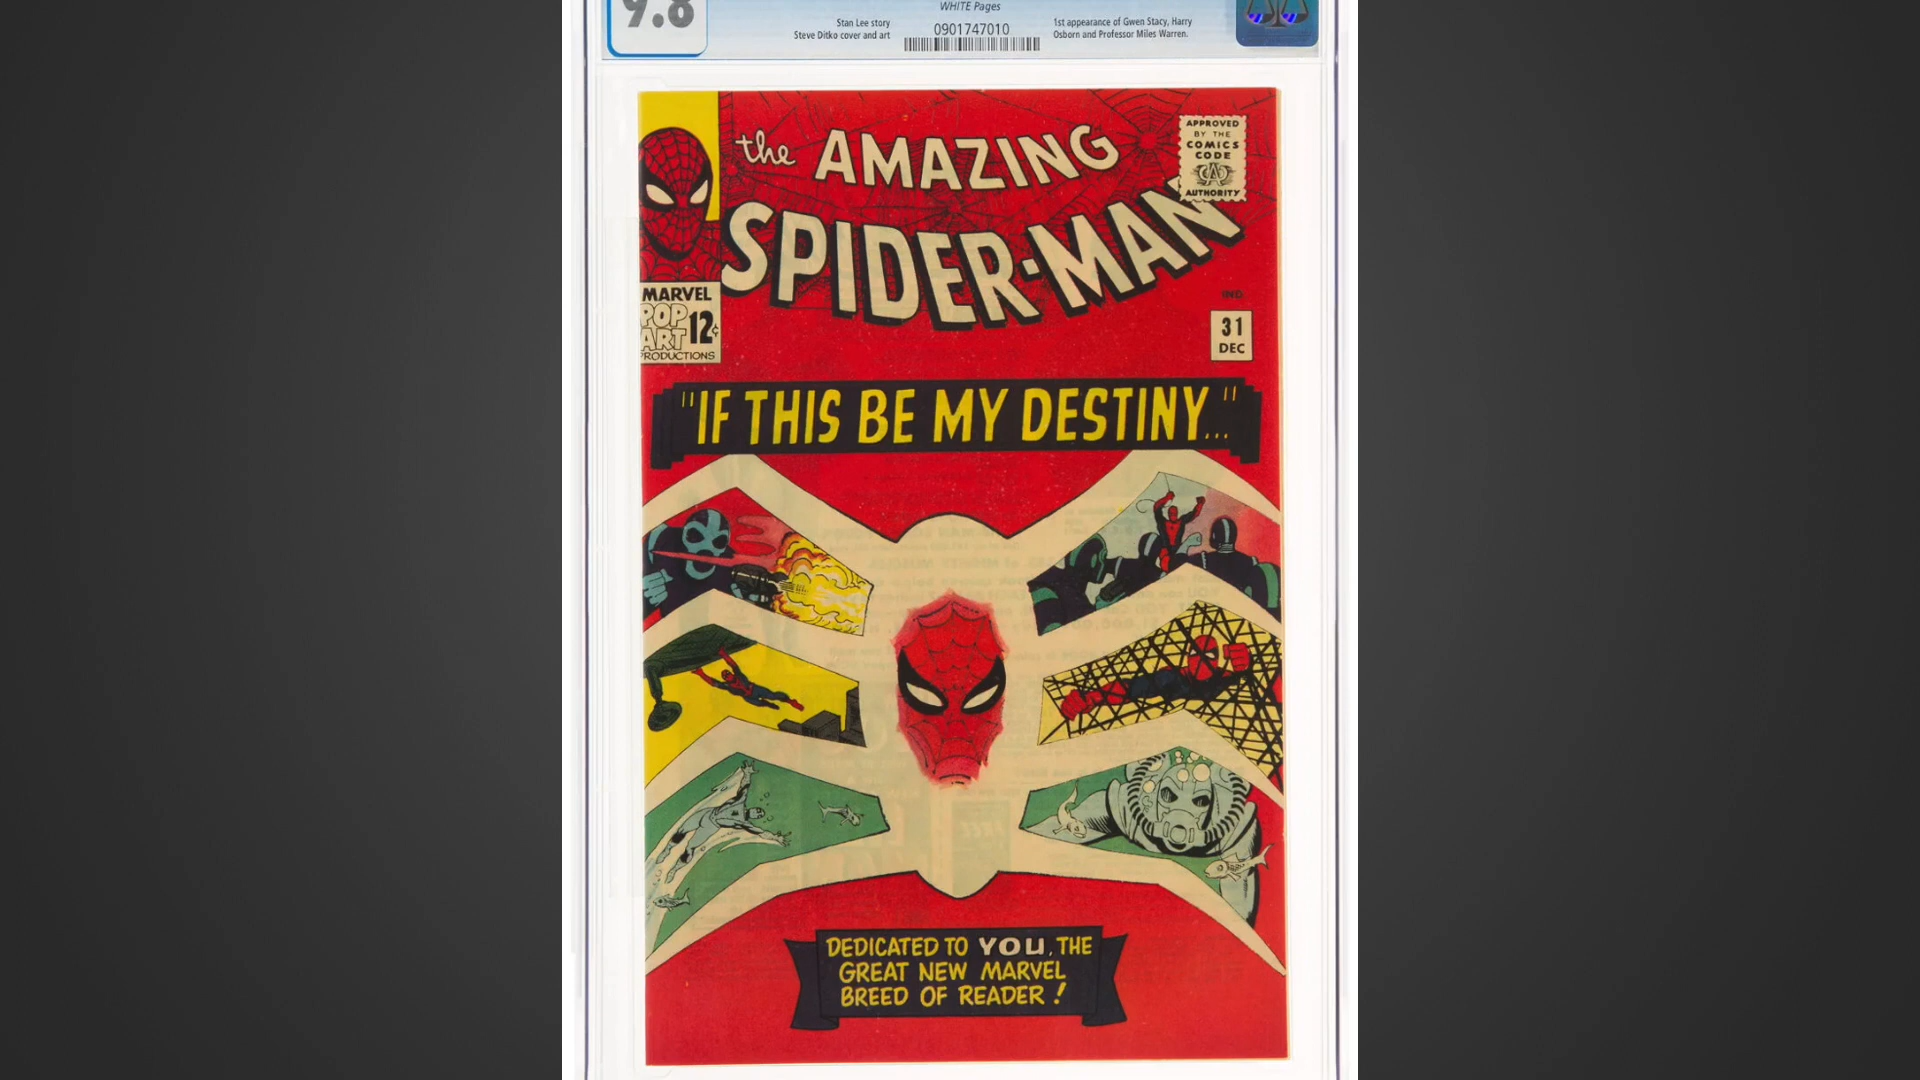 9.8
WHITE Pages
Stan Lee story
Steve Ditko cover and art
0901747010
1st appearance of Gwen Stacy, Harry
Osborn and Professor Miles Warren.
the AMAZING
SPIDER-MAN
APPROVED
BY THE
COMICS
CODE
AUTHORITY
MARVEL
POP
ART
12¢
PRODUCTIONS
IND.
31
DEC
"IF THIS BE MY DESTINY..."
DEDICATED TO YOU, THE
GREAT NEW MARVEL
BREED OF READER!